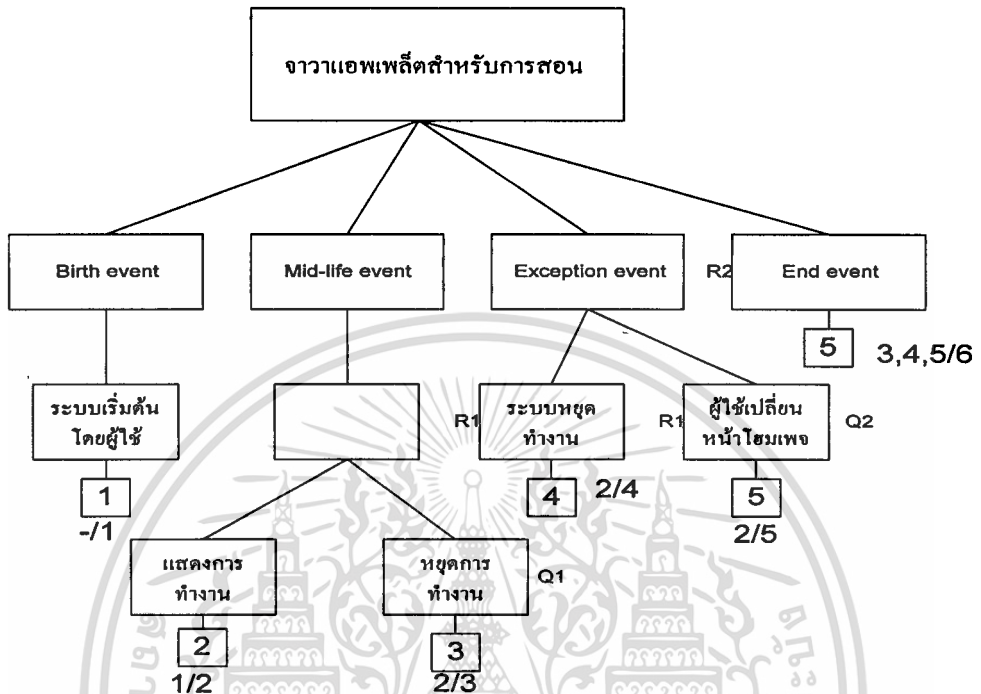 จาวาแอพเพล็ตสำหรับการสอน
Birth event
Mid-life event
Exception event
R2
End event
5
3,4,5/6
ระบบเริ่มต้น
โดยผู้ใช้
R1
ระบบหยุด
ทำงาน
R1
ผู้ใช้เปลี่ยน
หน้าโฮมเพจ
Q2
1
-/1
4
2/4
5
2/5
แสดงการ
ทำงาน
หยุดการ
ทำงาน
Q1
2
1/2
3
2/3